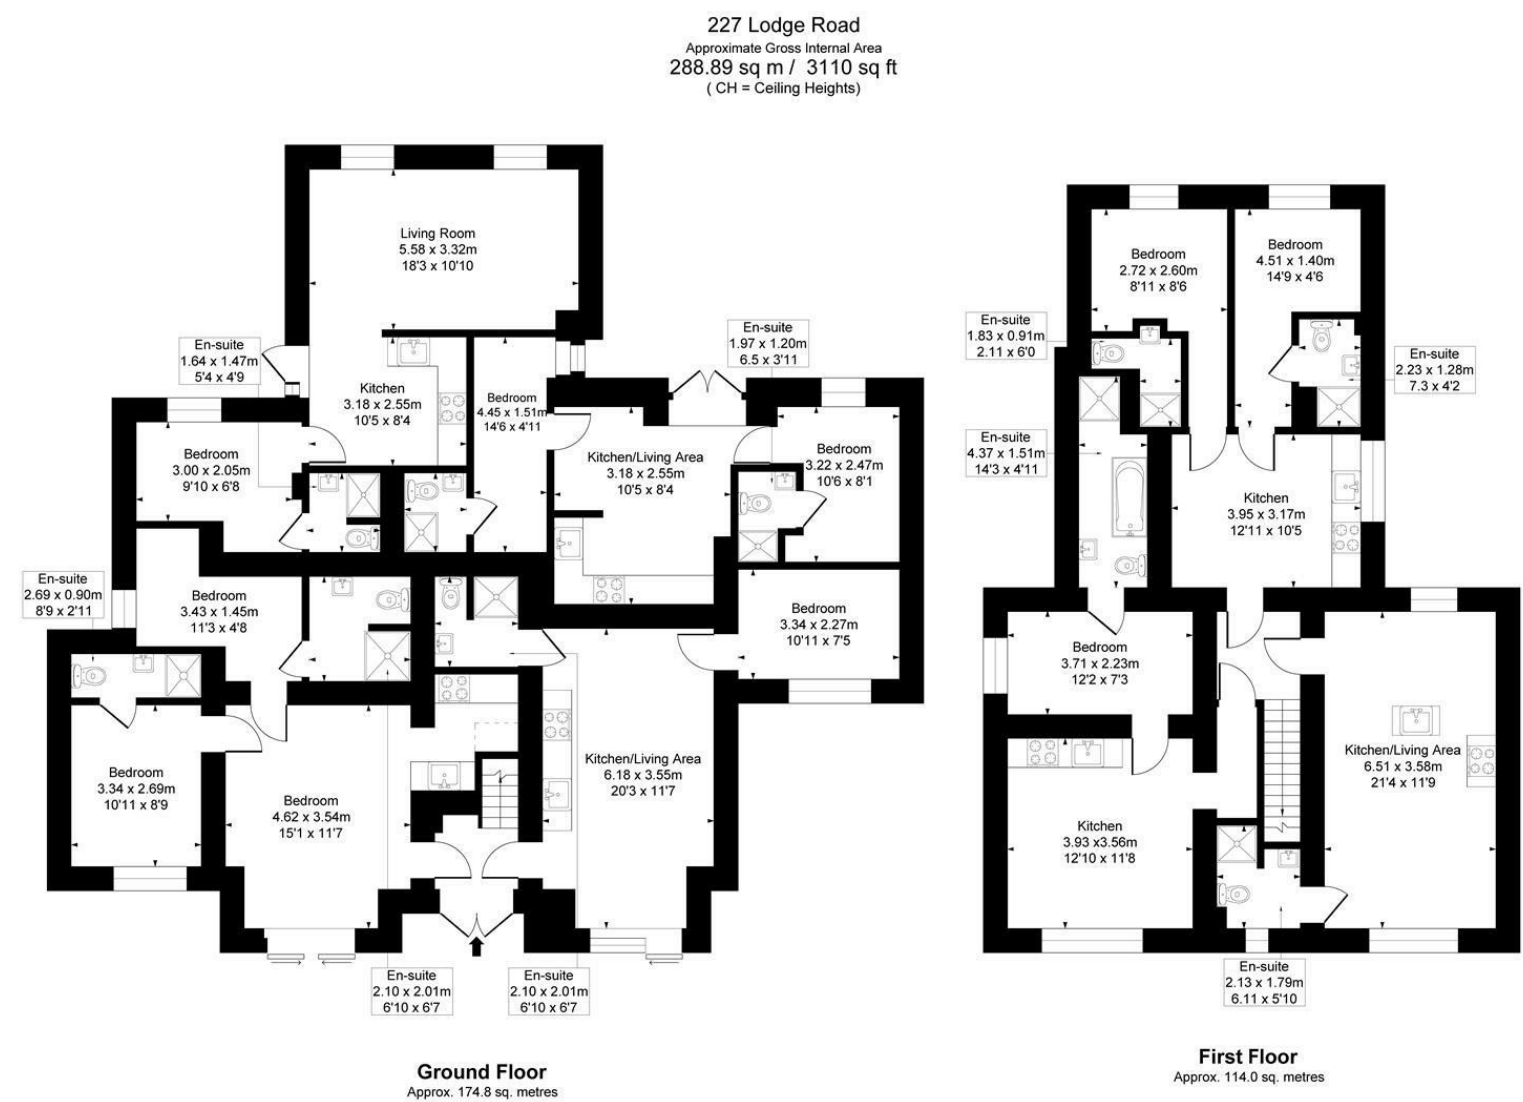 227 Lodge Road
Approximate Gross Internal Area
288.89 sq m / 3110 sq ft
( CH = Ceiling Heights)
Living Room
5.58 x 3.32m
18'3 x 10'10
En-suite
1.64 x 1.47m
5'4 x 4'9
Kitchen
3.18 x 2.55m
10'5 x 8'4
Bedroom
4.45 x 1.51m
14'6 x 4'11
En-suite
1.97 x 1.20m
6.5 x 3'11
Bedroom
3.00 x 2.05m
9'10 x 6'8
Kitchen/Living Area
3.18 x 2.55m
10'5 x 8'4
Bedroom
3.22 x 2.47m
10'6 x 8'1
En-suite
2.69 x 0.90m
8'9 x 2'11
Bedroom
3.43 x 1.45m
11'3 x 4'8
Bedroom
3.34 x 2.27m
10'11 x 7'5
Bedroom
3.34 x 2.69m
10'11 x 8'9
Bedroom
4.62 x 3.54m
15'1 x 11'7
Kitchen/Living Area
6.18 x 3.55m
20'3 x 11'7
En-suite
2.10 x 2.01m
6'10 x 6'7
En-suite
2.10 x 2.01m
6'10 x 6'7
Ground Floor
Approx. 174.8 sq. metres
Bedroom
2.72 x 2.60m
8'11 x 8'6
Bedroom
4.51 x 1.40m
14'9 x 4'6
En-suite
1.83 x 0.91m
2.11 x 6'0
En-suite
2.23 x 1.28m
7.3 x 4'2
En-suite
4.37 x 1.51m
14'3 x 4'11
Kitchen
3.95 x 3.17m
12'11 x 10'5
Bedroom
3.71 x 2.23m
12'2 x 7'3
Kitchen/Living Area
6.51 x 3.58m
21'4 x 11'9
Kitchen
3.93 x3.56m
12'10 x 11'8
En-suite
2.13 x 1.79m
6.11 x 5'10
First Floor
Approx. 114.0 sq. metres